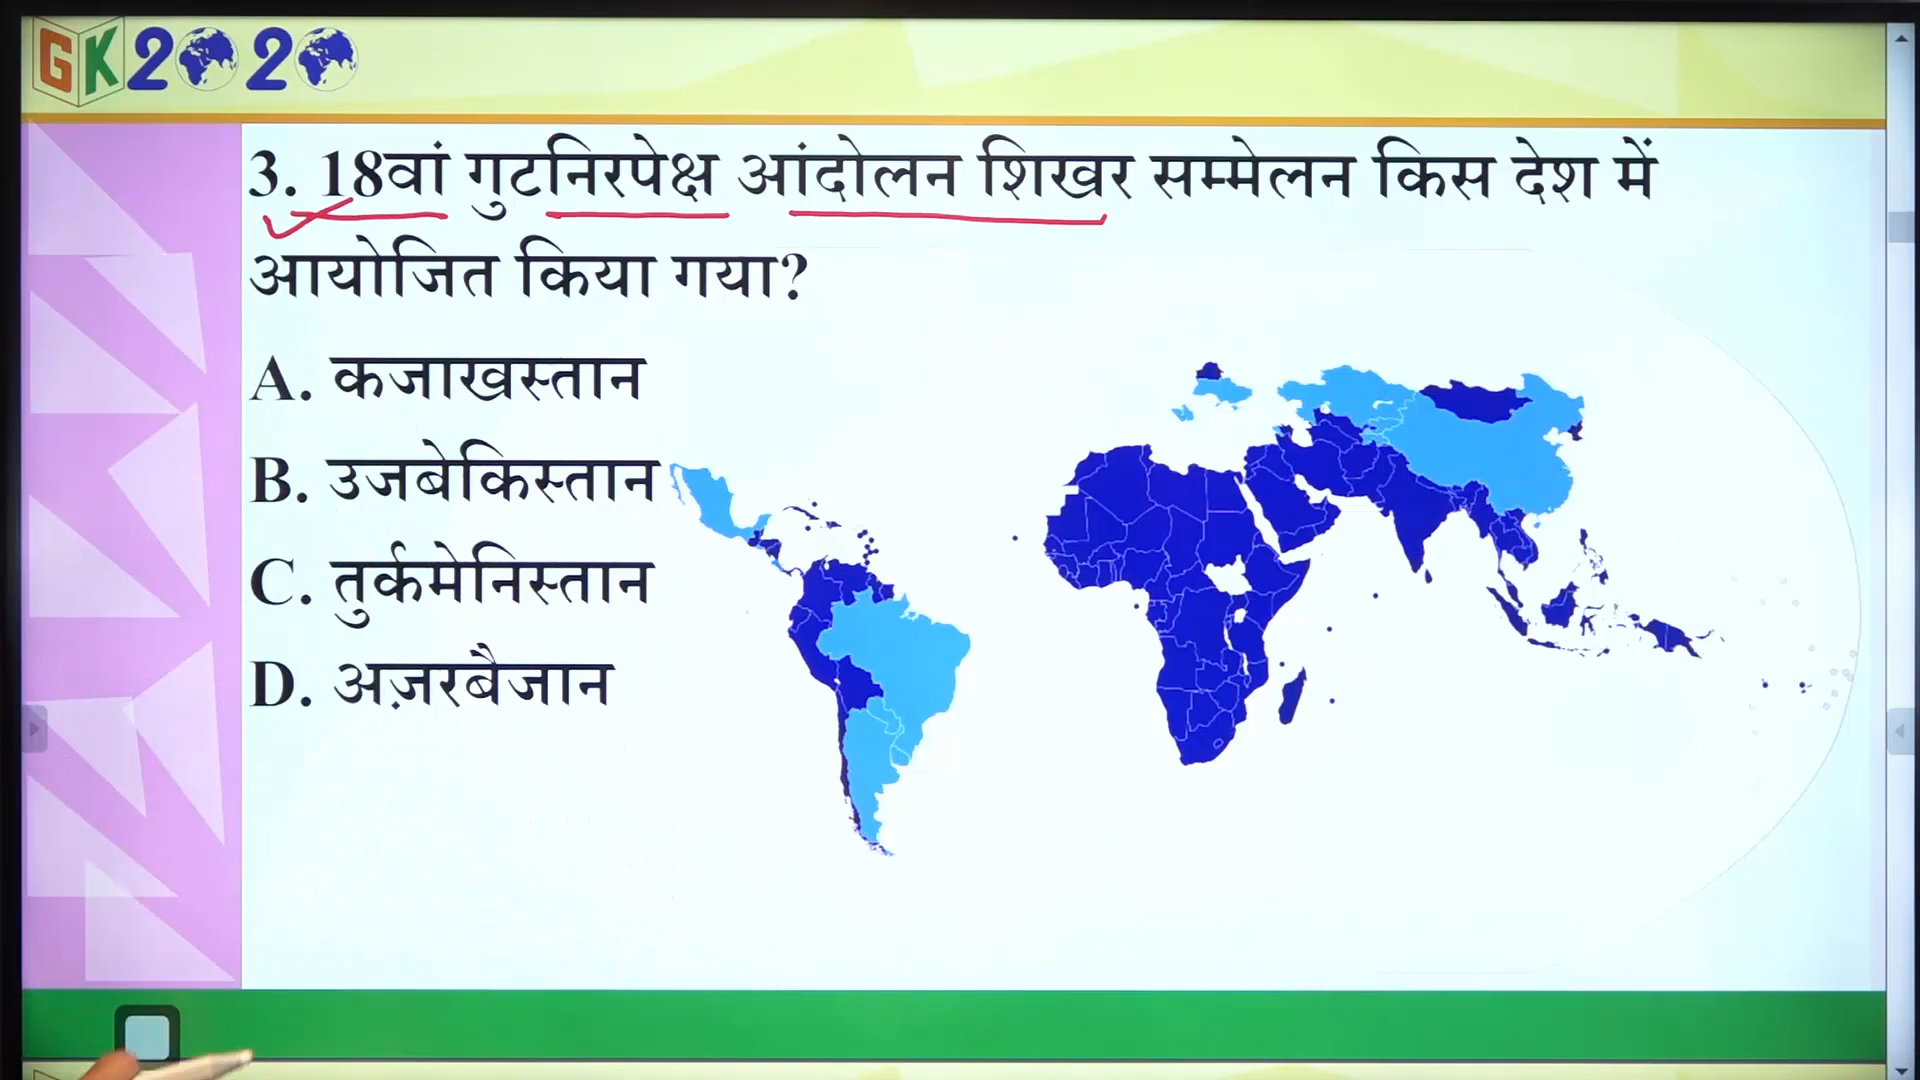 GK2020
3. 18वां गुटनिरपेक्ष आंदोलन शिखर सम्मेलन किस देश में
आयोजित किया गया?
A. कजाखस्तान
B. उजबेकिस्तान
C. तुर्कमेनिस्तान
D. अज़रबैजान